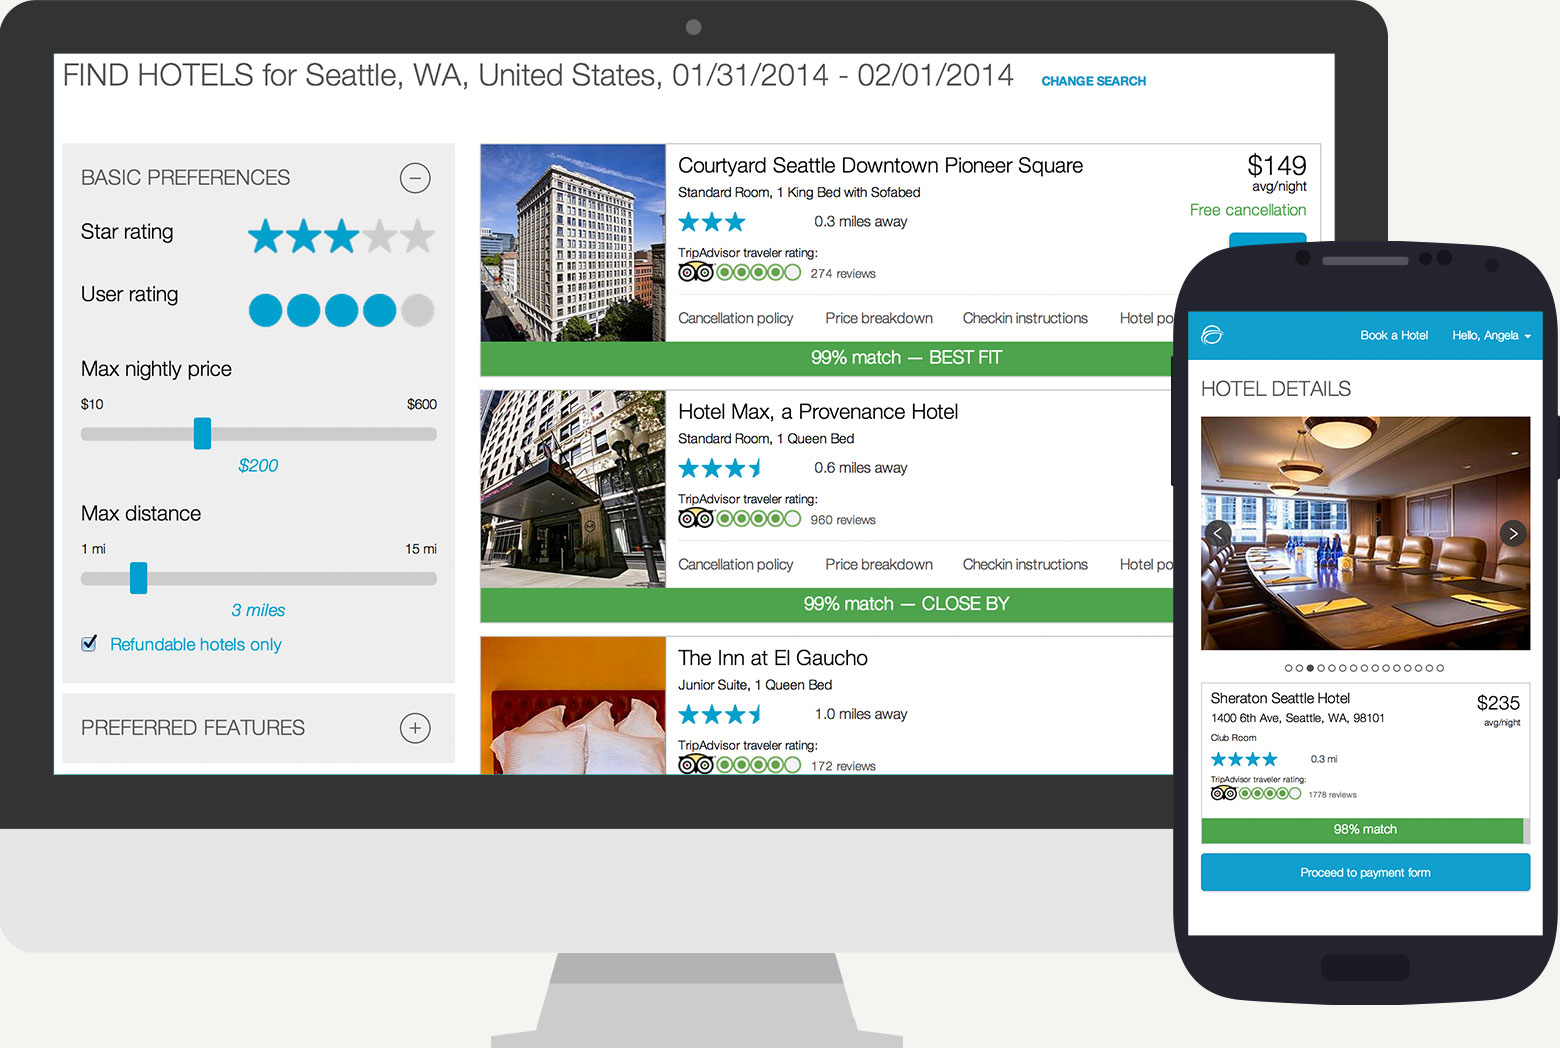 FIND HOTELS for Seattle, WA, United States, 01/31/2014 - 02/01/2014 CHANGE SEARCH
BASIC PREFERENCES
Star rating
User rating
Max nightly price
$10 $600
$200
Max distance
1 mi 15 mi
3 miles
Refundable hotels only
PREFERRED FEATURES
Courtyard Seattle Downtown Pioneer Square
$149
Standard Room, 1 King Bed with Sofabed
avg/night
0.3 miles away
Free cancellation
TripAdvisor traveler rating:
274 reviews
Cancellation policy Price breakdown Checkin instructions Hotel po
99% match — BEST FIT
Hotel Max, a Provenance Hotel
Standard Room, 1 Queen Bed
0.6 miles away
TripAdvisor traveler rating:
960 reviews
Cancellation policy Price breakdown Checkin instructions Hotel po
99% match — CLOSE BY
The Inn at El Gaucho
Junior Suite, 1 Queen Bed
1.0 miles away
TripAdvisor traveler rating:
172 reviews
Book a Hotel Hello, Angela
HOTEL DETAILS
Sheraton Seattle Hotel
$235
1400 6th Ave, Seattle, WA, 98101
avg/night
Club Room
0.3 mi
TripAdvisor traveler rating:
1778 reviews
98% match
Proceed to payment form